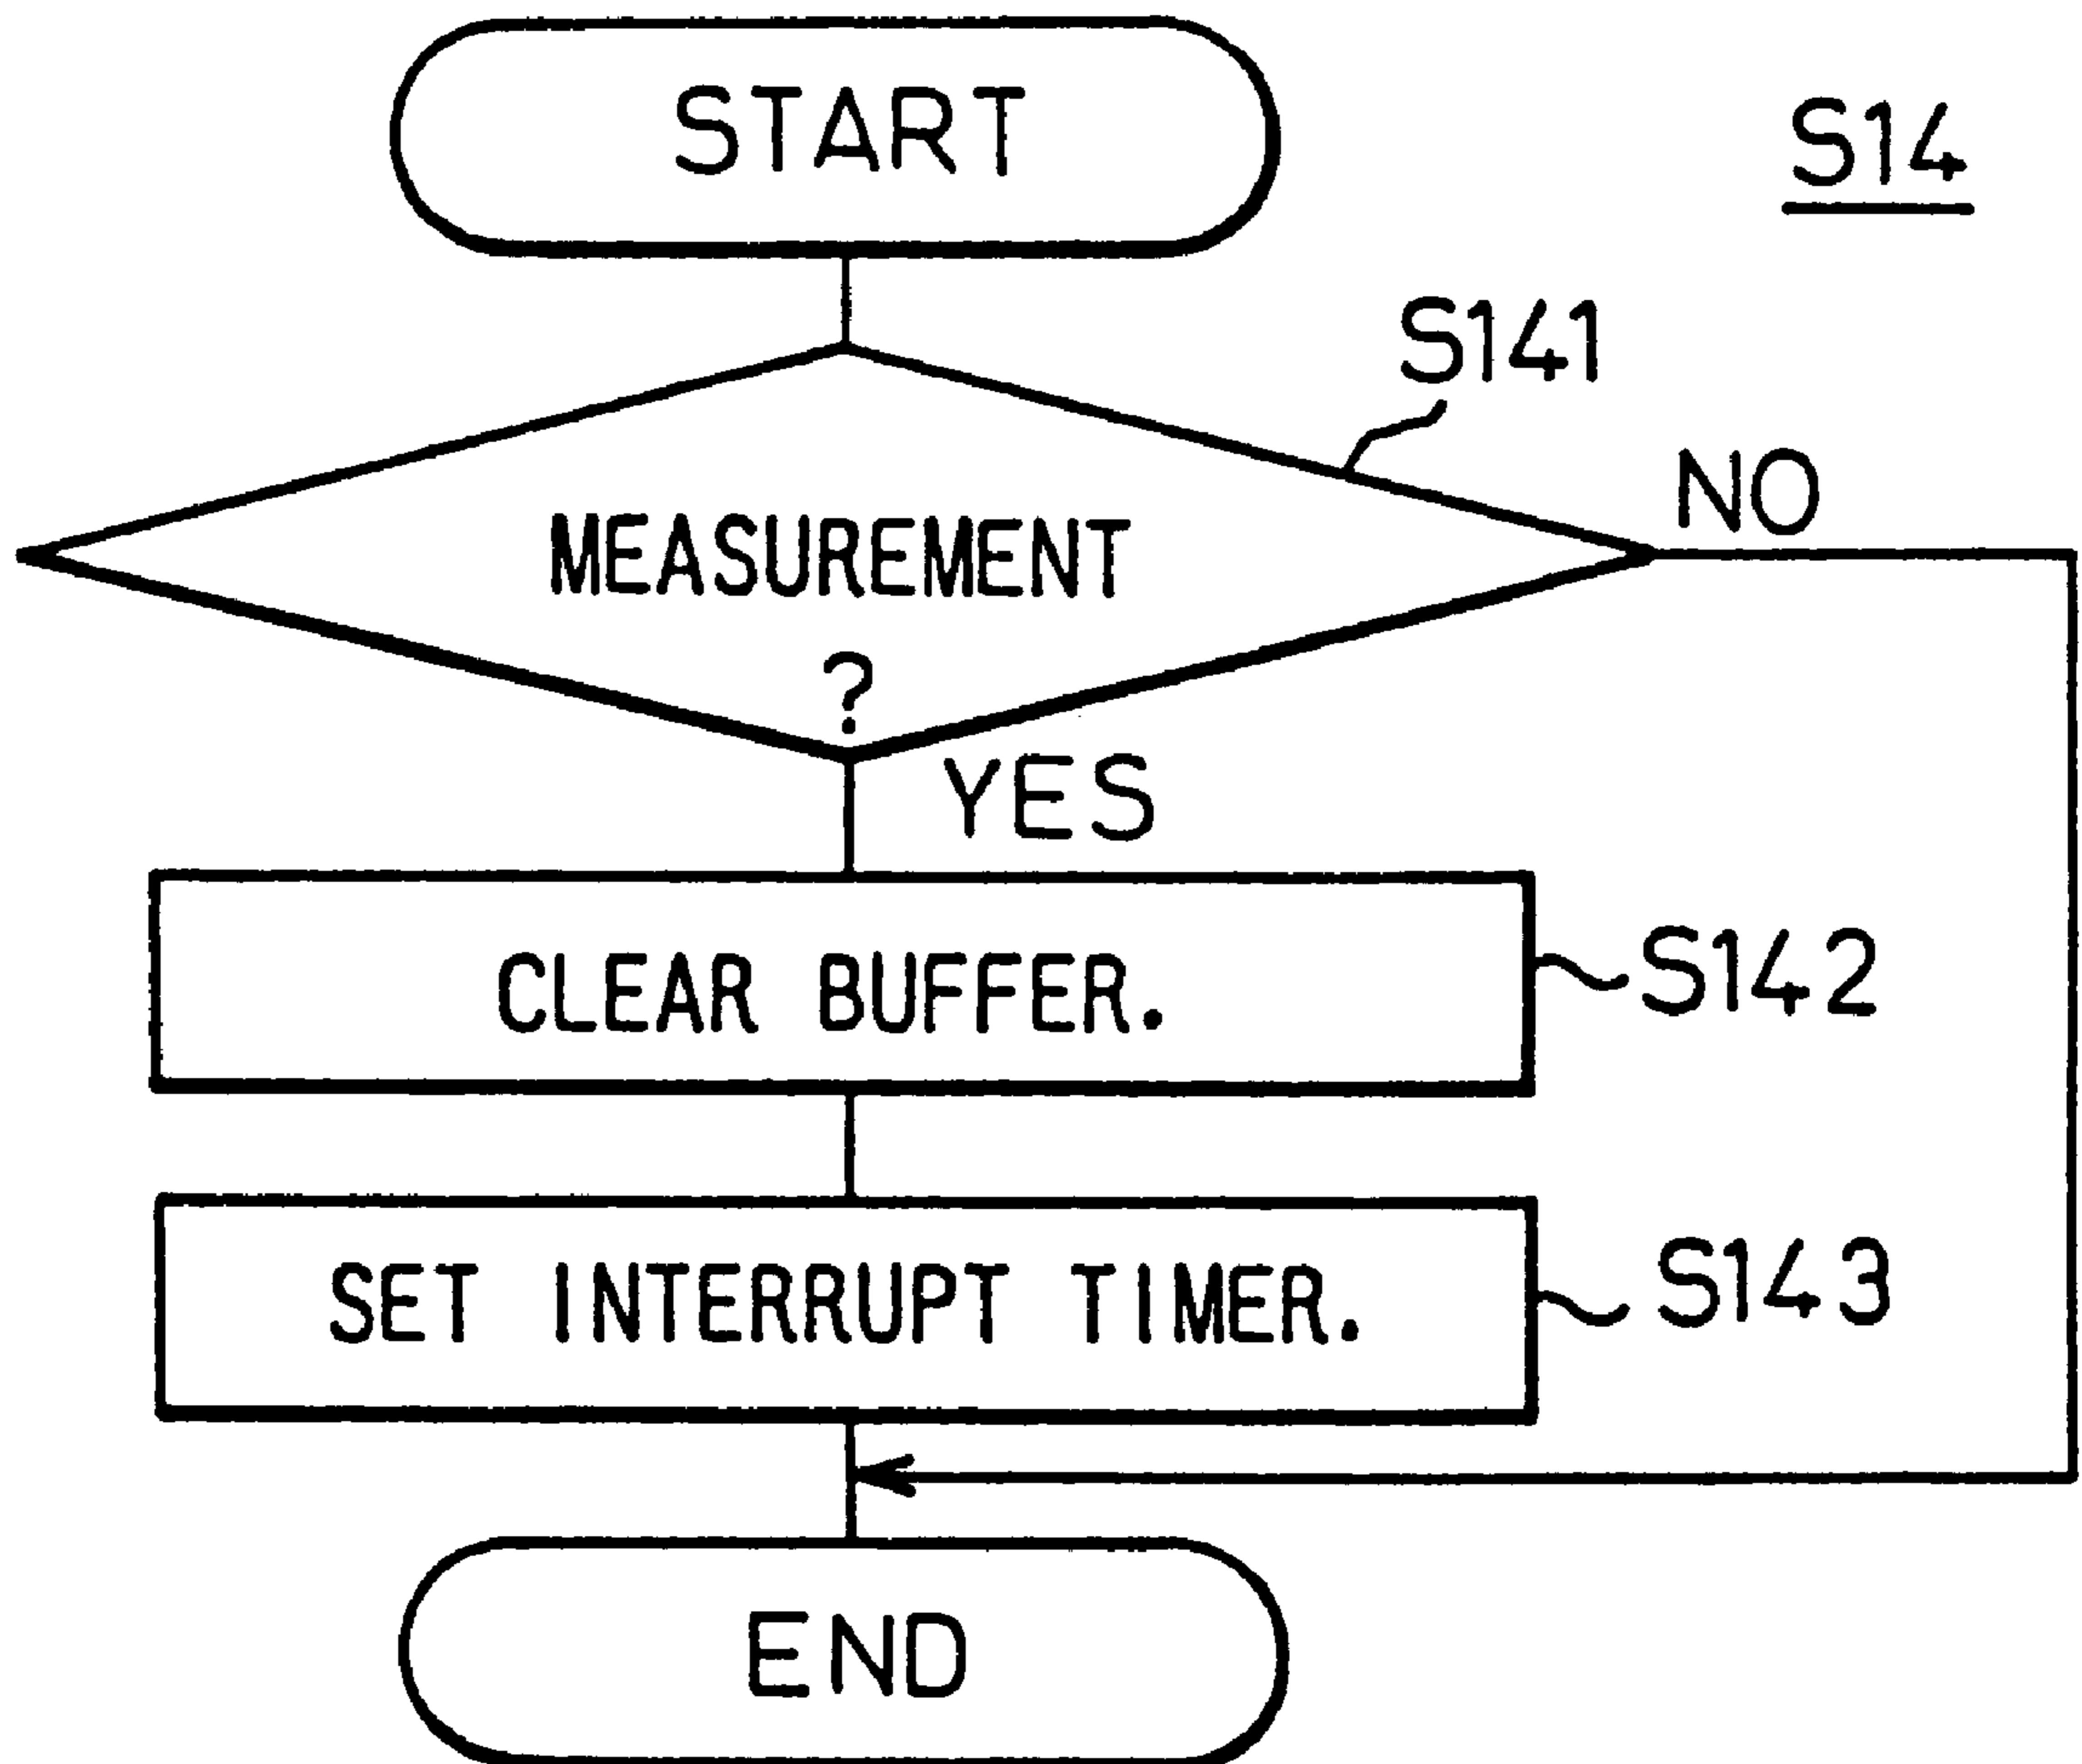 START
S14
S141
NO
MEASUREMENT
?
YES
CLEAR BUFFER.
S142
SET INTERRUPT TIMER.
S143
END